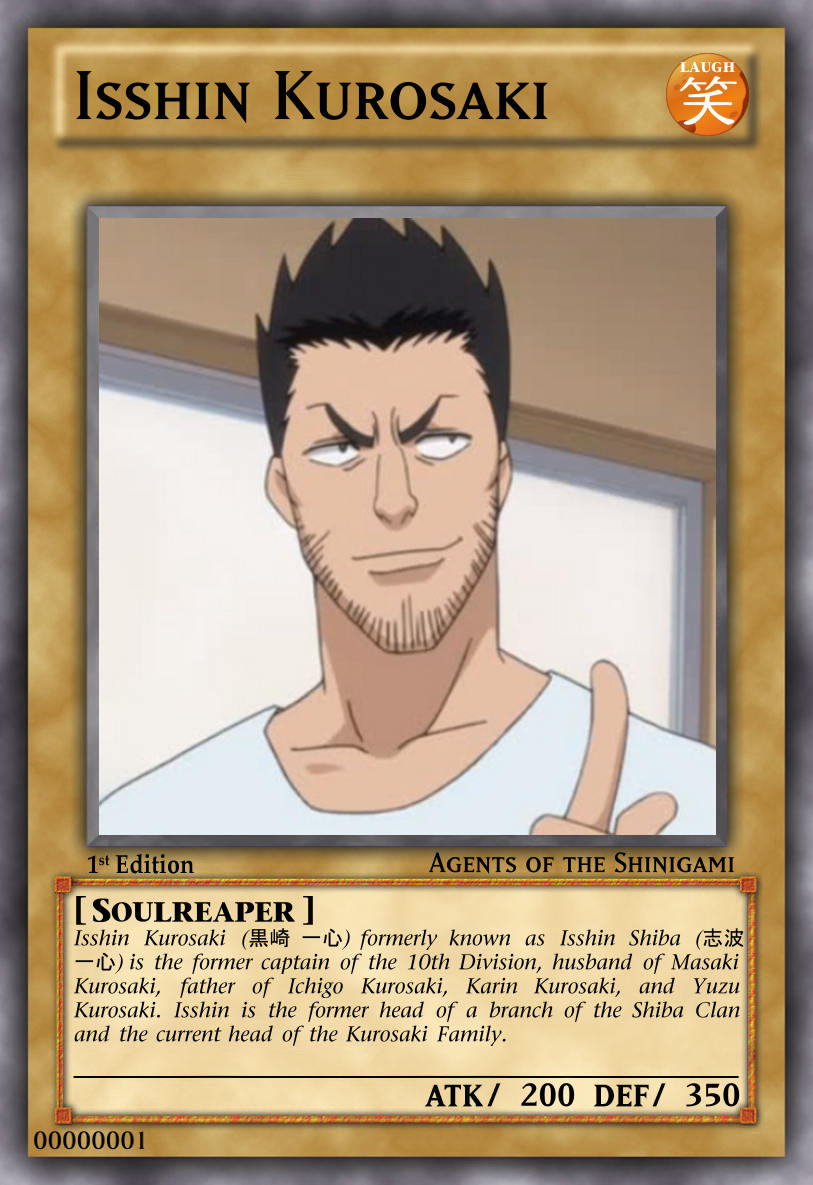 Isshin Kurosaki
LAUGH
笑
1st Edition
Agents of the Shinigami
[ Soulreaper ]
Isshin Kurosaki (黒崎 一心) formerly known as Isshin Shiba (志波
一心) is the former captain of the 10th Division, husband of Masaki
Kurosaki, father of Ichigo Kurosaki, Karin Kurosaki, and Yuzu
Kurosaki. Isshin is the former head of a branch of the Shiba Clan
and the current head of the Kurosaki Family.
ATK/ 200 DEF/ 350
00000001